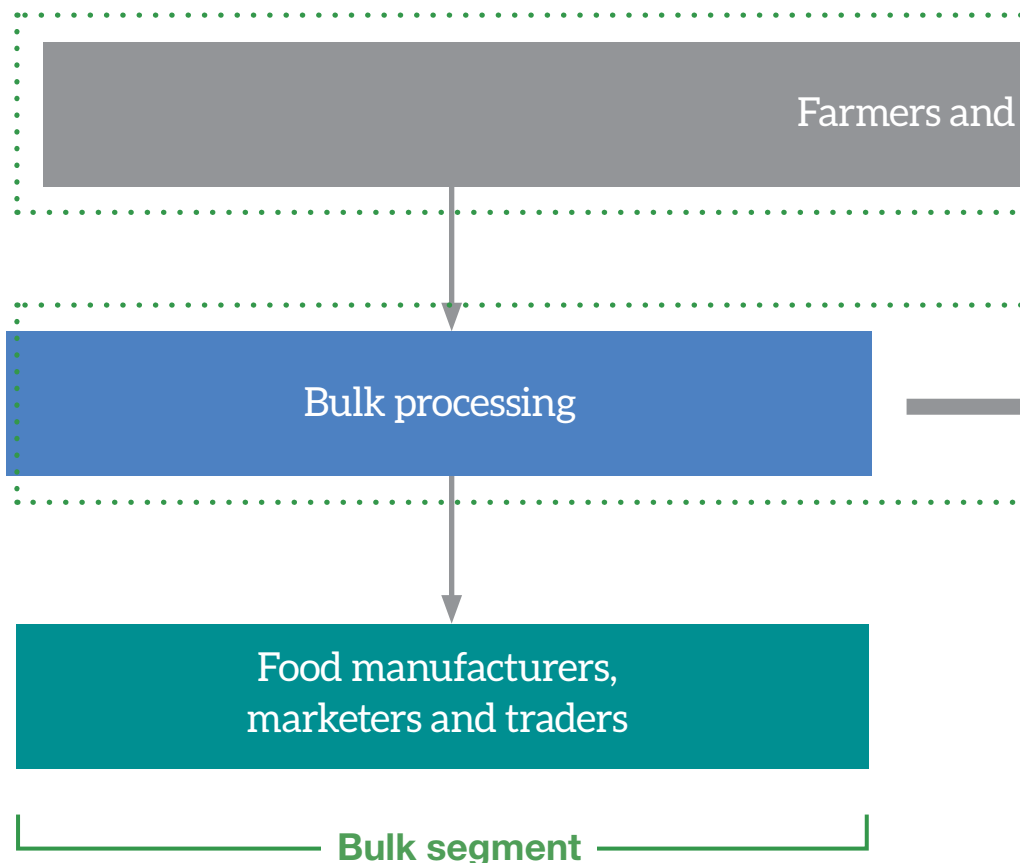 Farmers and
Bulk processing
Food manufacturers,
marketers and traders
Bulk segment